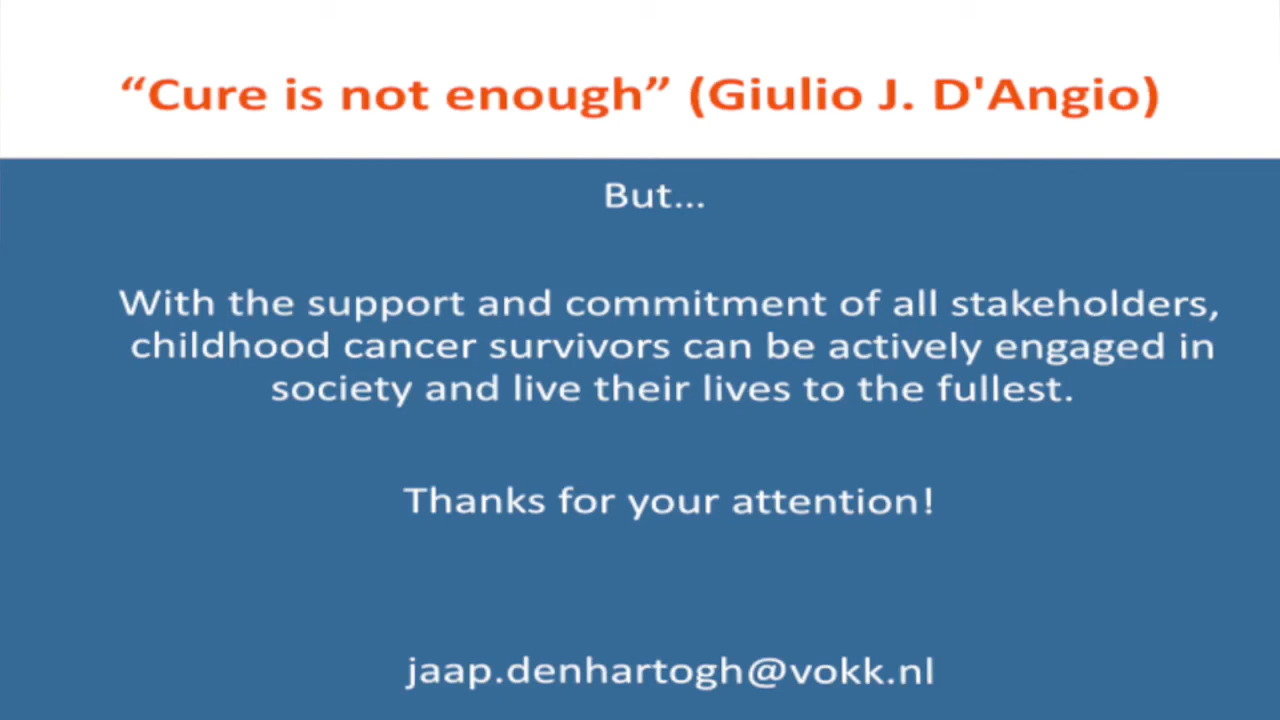 “Cure is not enough” (Giulio J. D'Angio)
But...
With the support and commitment of all stakeholders,
childhood cancer survivors can be actively engaged in
society and live their lives to the fullest.
Thanks for your attention!
jaap.denhartogh@vokk.nl